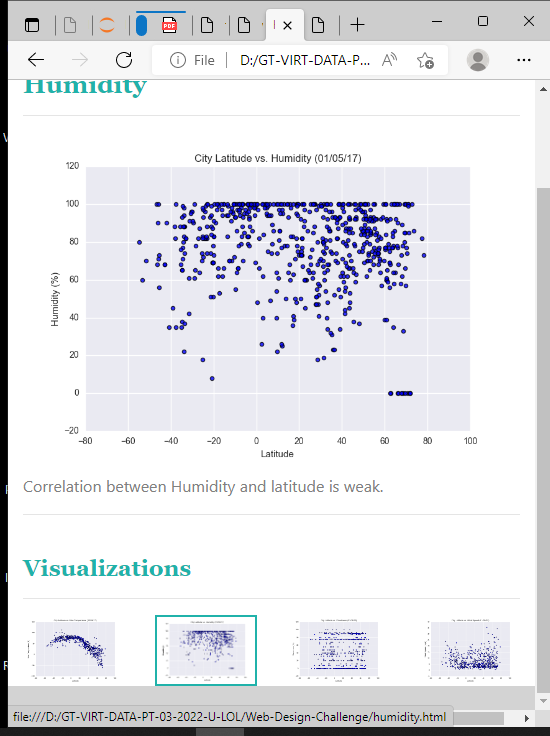 File
D:/GT-VIRT-DATA-P...
Humidity
City Latitude vs. Humidity (01/05/17)
120
100
80
60
40
20
0
−20
Humidity (%)
−80 −60 −40 −20 0 20 40 60 80 100
Latitude
Correlation between Humidity and latitude is weak.
Visualizations
file:///D:/GT-VIRT-DATA-PT-03-2022-U-LOL/Web-Design-Challenge/humidity.html